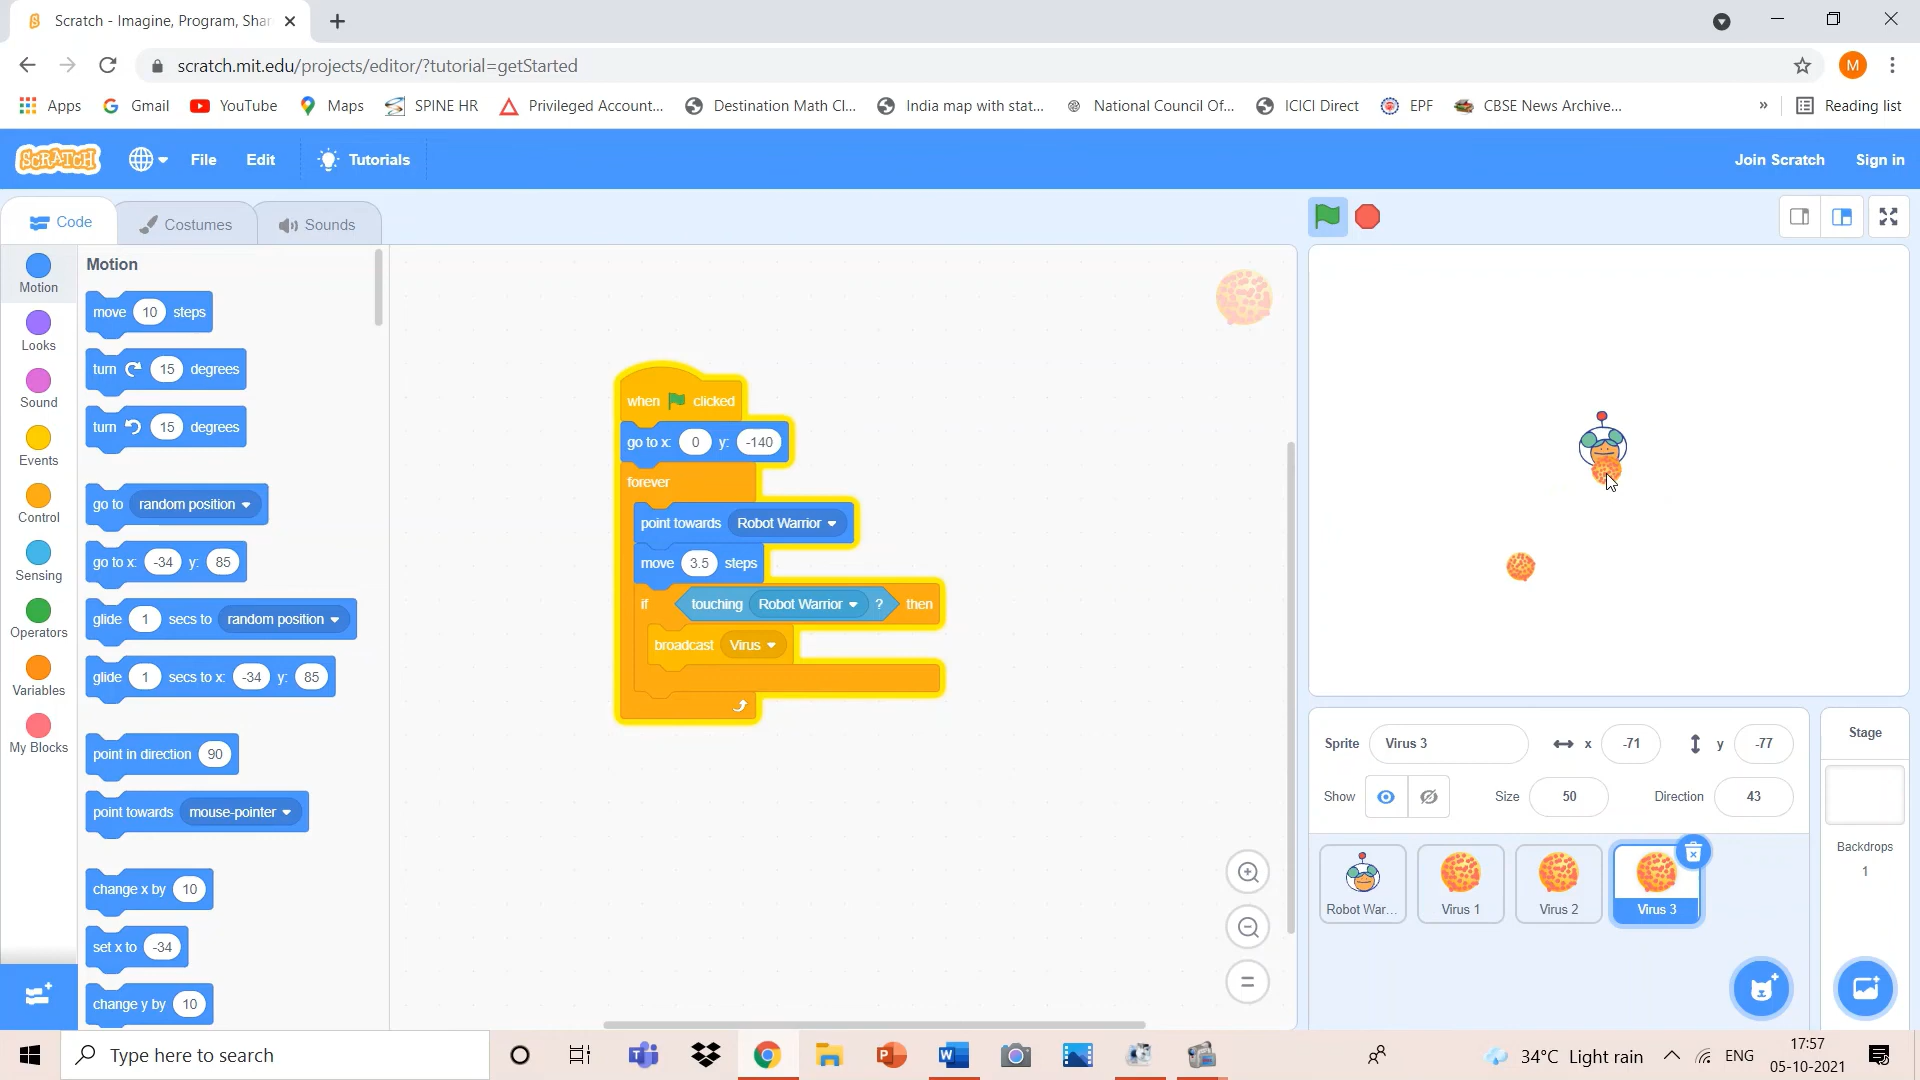 Scratch - Imagine, Program, Shar
scratch.mit.edu/projects/editor/?tutorial=getStarted
M
Apps Gmail YouTube Maps SPINE HR Privileged Account... Destination Math Cl... India map with stat... National Council Of... ICICI Direct EPF CBSE News Archive... » Reading list
SCRATCH File Edit Tutorials Join Scratch Sign in
Code Costumes Sounds
Motion
Looks
Sound
Events
Control
Sensing
Operators
Variables
My Blocks
Motion
move 10 steps
turn 15 degrees
turn 15 degrees
go to random position
go to x: -34 y: 85
glide 1 secs to random position
glide 1 secs to x: -34 y: 85
point in direction 90
point towards mouse-pointer
change x by 10
set x to -34
change y by 10
when clicked
go to x: 0 y: -140
forever
point towards Robot Warrior
move 3.5 steps
if touching Robot Warrior ? then
broadcast Virus
Sprite Virus 3 x -71 y -77
Show Size 50 Direction 43
Robot War... Virus 1 Virus 2 Virus 3
Stage
Backdrops
1
Type here to search
34°C Light rain ENG
17:57
05-10-2021